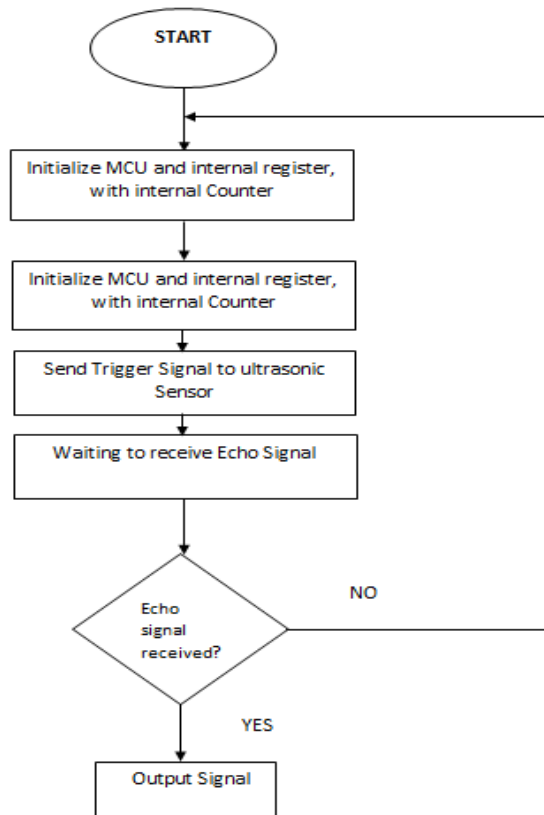 START
Initialize MCU and internal register,
with internal Counter
Initialize MCU and internal register,
with internal Counter
Send Trigger Signal to ultrasonic
Sensor
Waiting to receive Echo Signal
NO
Echo
signal
received?
YES
Output Signal